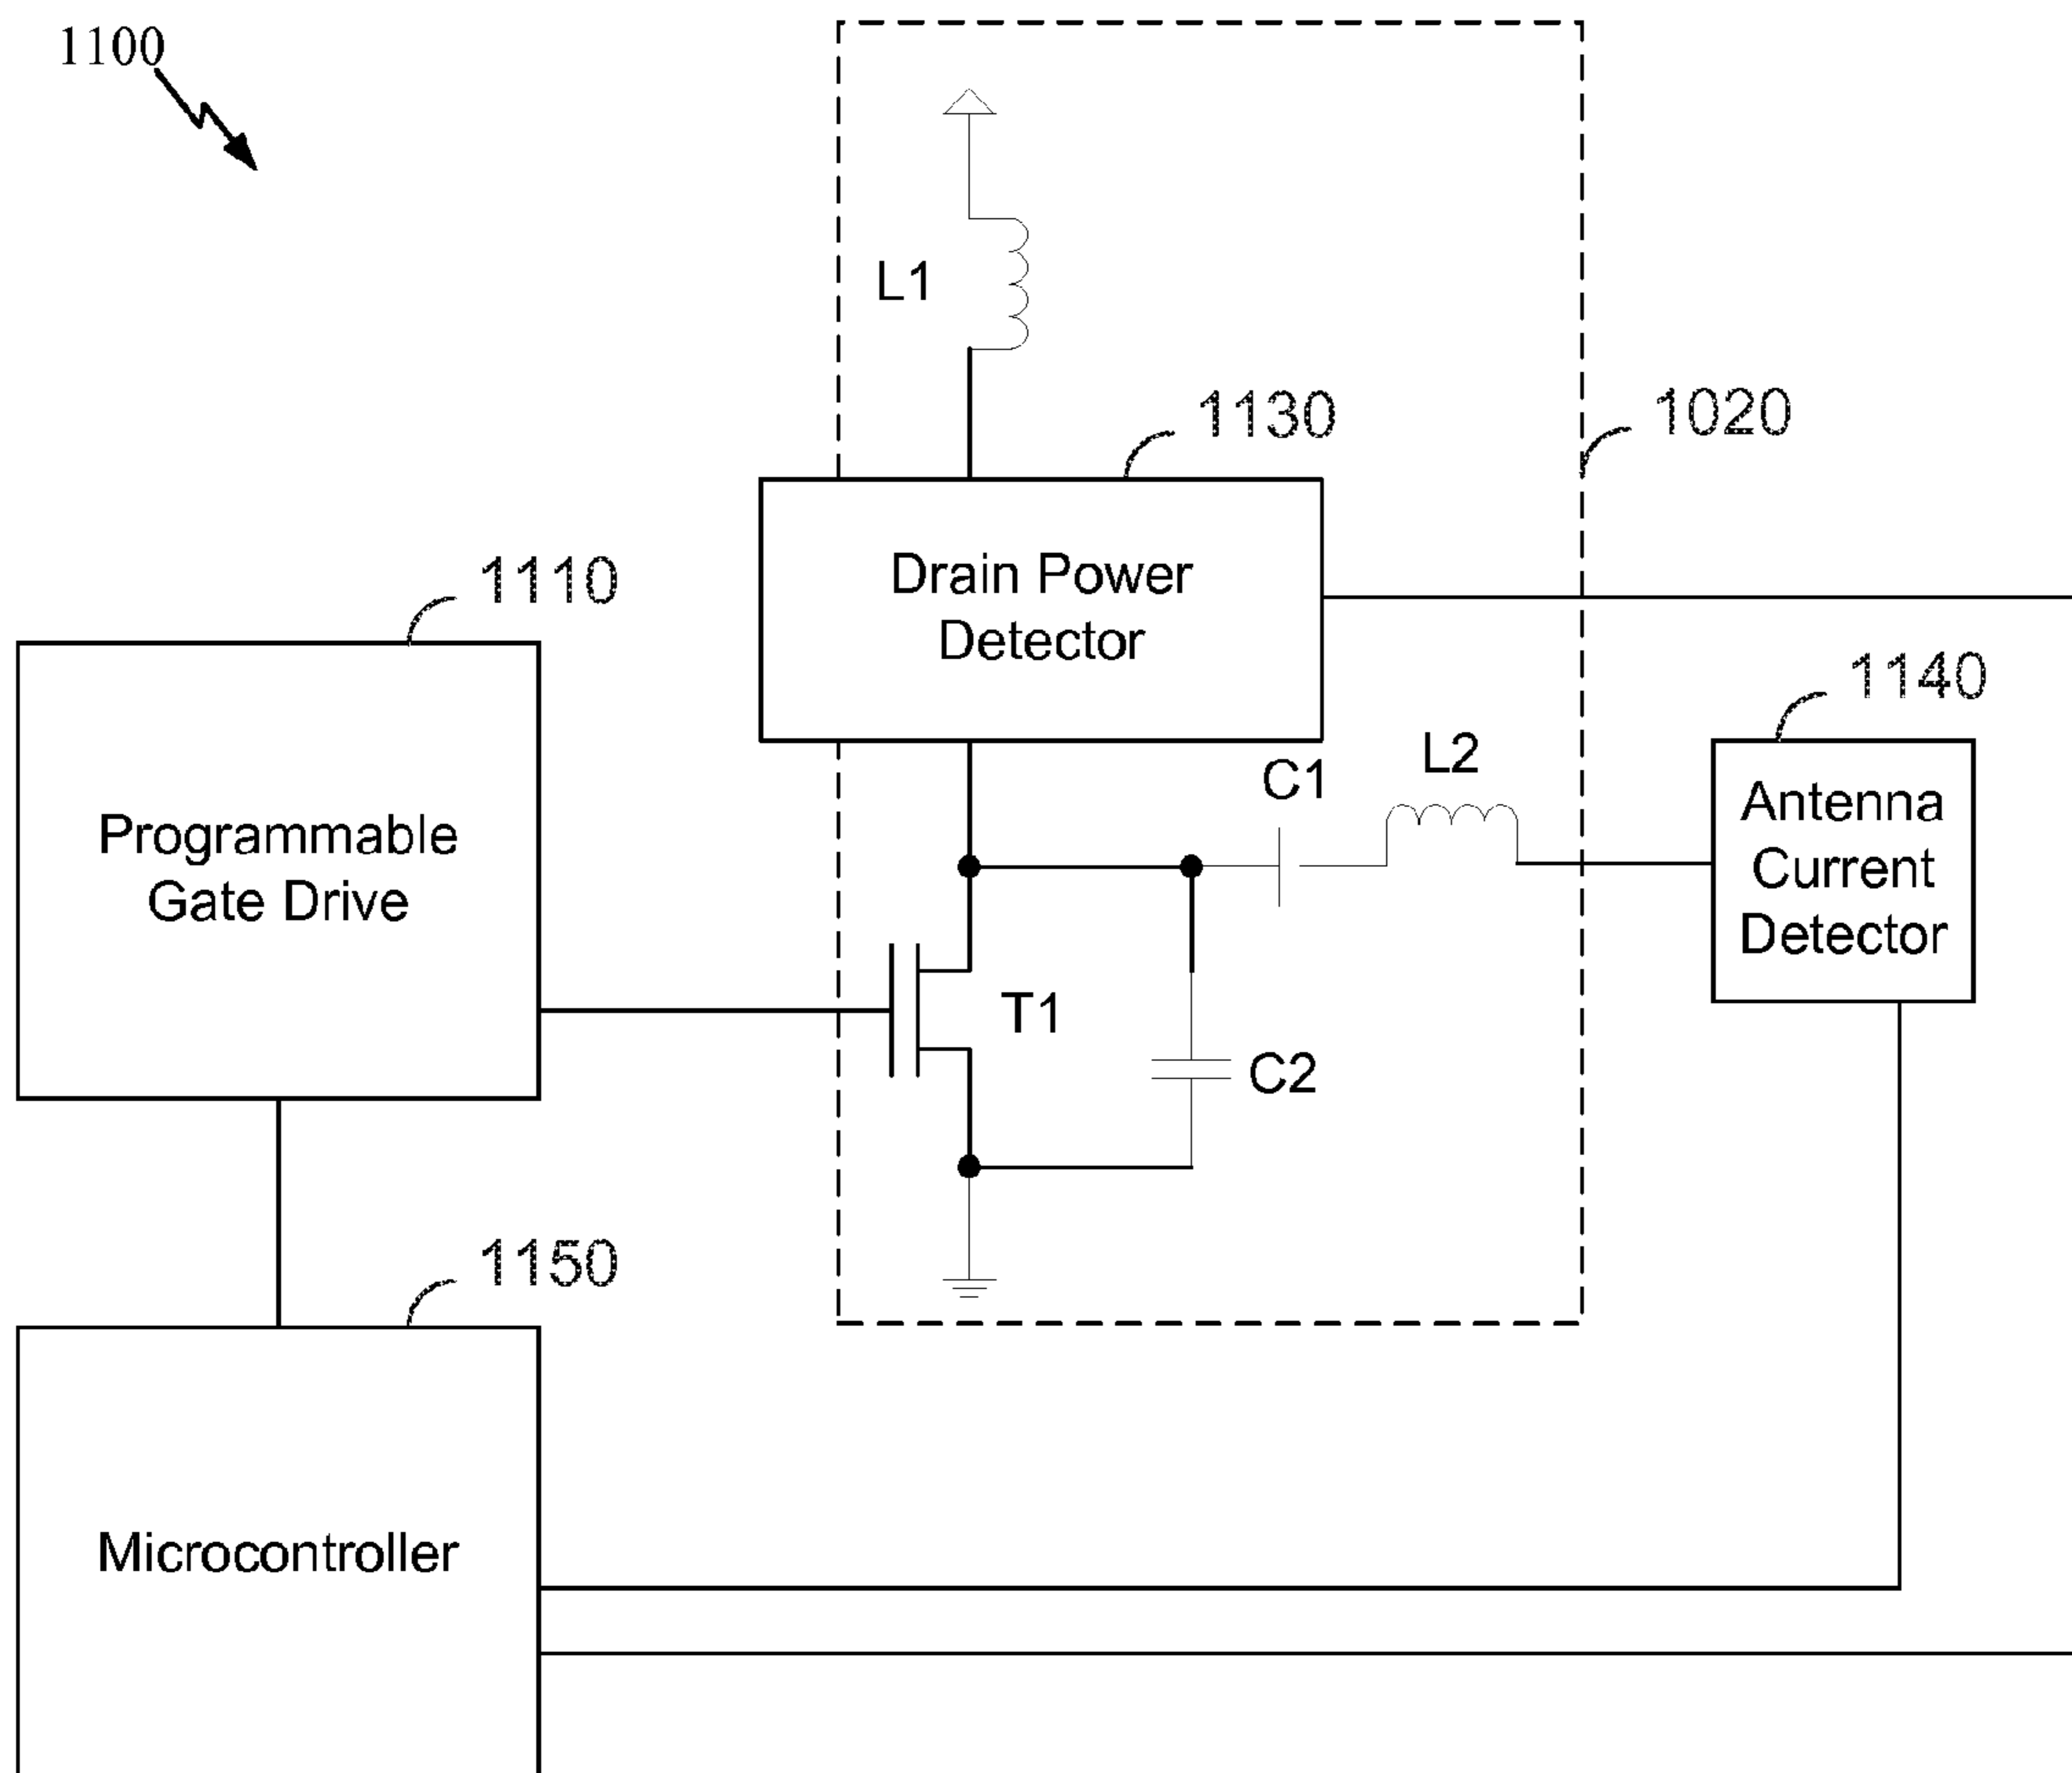 1100
L1
1130
1020
Drain Power
Detector
1110
1140
Programmable
Gate Drive
C1
L2
Antenna
Current
Detector
T1
C2
1150
Microcontroller